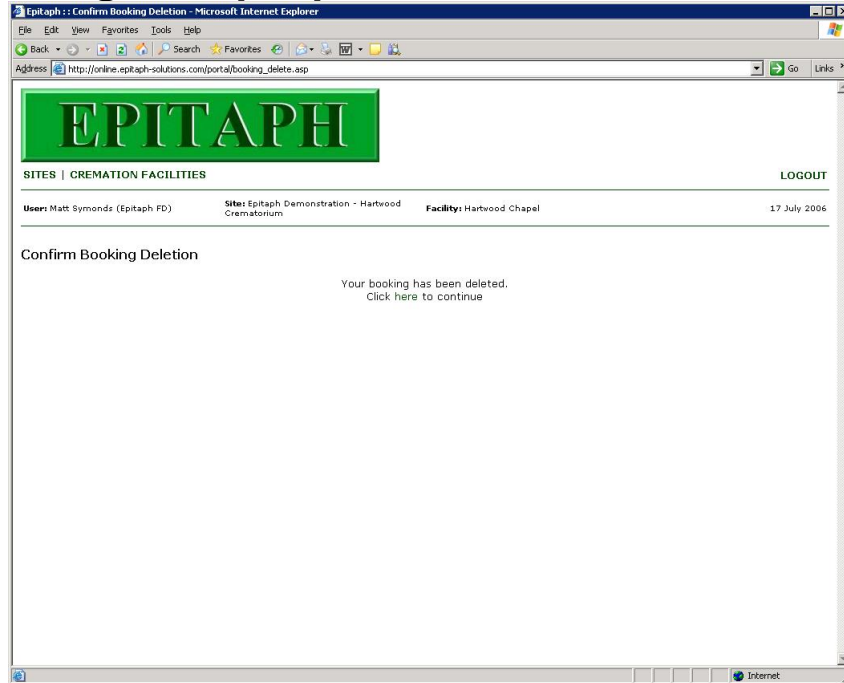 Epitaph : : Confirm Booking Deletion - Microsoft Internet Explorer
File Edit View Favorites Tools Help
Back Search Favorites
Address http://online.epitaph-solutions.com/portal/booking_delete.asp Go Links
EPITAPH
SITES | CREMATION FACILITIES LOGOUT
User: Matt Symonds (Epitaph FD) Site: Epitaph Demonstration - Hartwood Facility: Hartwood Chapel 17 July 2006
Crematorium
Confirm Booking Deletion
Your booking has been deleted.
Click here to continue
Internet